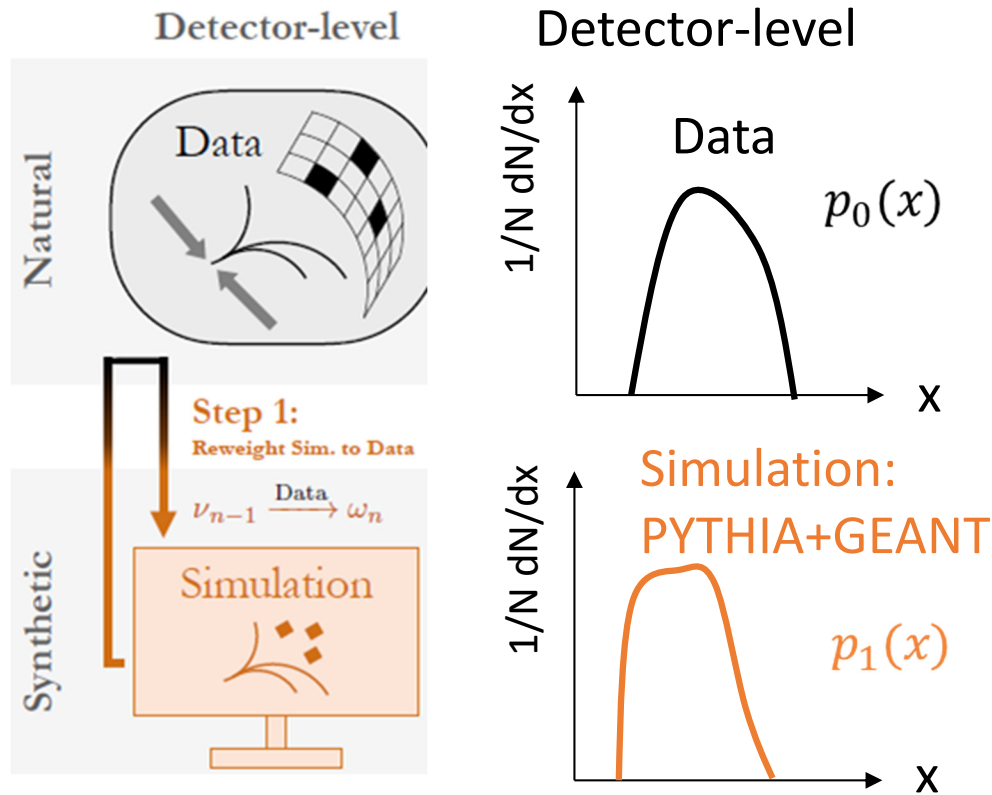 Detector-level
Natural
Data
Step 1:
Reweight Sim. to Data
Synthetic
νₙ₋₁ —Data→ ωₙ
Simulation
Detector-level
1/N dN/dx
Data
p₀(x)
x
1/N dN/dx
Simulation:
PYTHIA+GEANT
p₁(x)
x